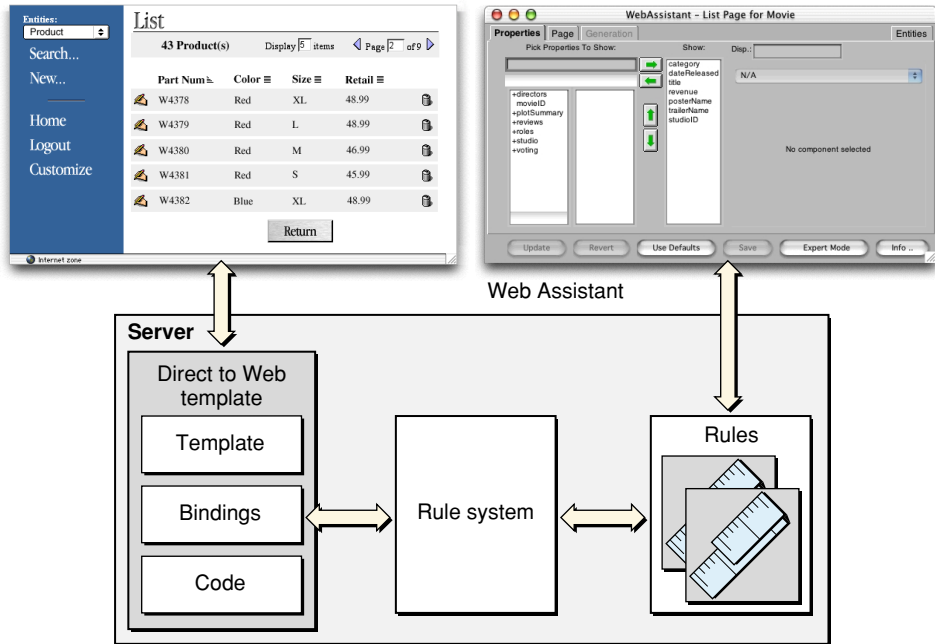 Entities:
Product
Search...
New...
Home
Logout
Customize
Internet zone
List
43 Product(s) Display 5 items Page 2 of 9
Part Num Color Size Retail
W4378 Red XL 48.99
W4379 Red L 48.99
W4380 Red M 46.99
W4381 Red S 45.99
W4382 Blue XL 48.99
Return
WebAssistant - List Page for Movie
Properties Page Generation Entities
Pick Properties To Show: Show: Disp.:
+directors
movieID
+plotSummary
+reviews
+roles
+studio
+voting
category
dateReleased
title
revenue
posterName
trailerName
studioID
N/A
No component selected
Update Revert Use Defaults Save Expert Mode Info ..
Web Assistant
Server
Direct to Web
template
Template
Bindings
Code
Rule system
Rules